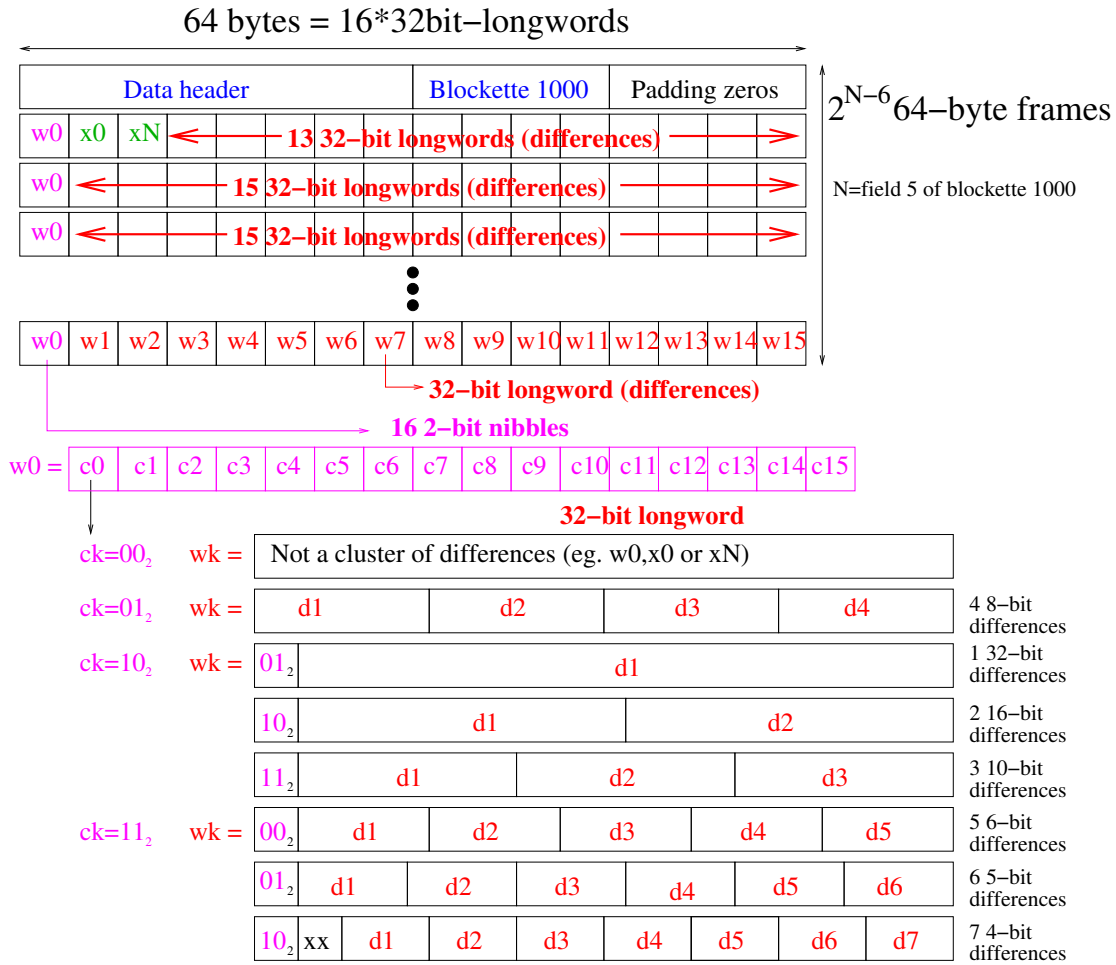 64 bytes = 16*32bit−longwords
Data header Blockette 1000 Padding zeros
2^{N−6} 64−byte frames
w0 x0 xN 13 32−bit longwords (differences)
w0 15 32−bit longwords (differences)
N=field 5 of blockette 1000
w0 15 32−bit longwords (differences)
w0 w1 w2 w3 w4 w5 w6 w7 w8 w9 w10 w11 w12 w13 w14 w15
32−bit longword (differences)
16 2−bit nibbles
w0 = c0 c1 c2 c3 c4 c5 c6 c7 c8 c9 c10 c11 c12 c13 c14 c15
32−bit longword
ck=00₂ wk = Not a cluster of differences (eg. w0,x0 or xN)
ck=01₂ wk = d1 d2 d3 d4 4 8−bit
differences
ck=10₂ wk = 01₂ d1 1 32−bit
differences
10₂ d1 d2 2 16−bit
differences
11₂ d1 d2 d3 3 10−bit
differences
ck=11₂ wk = 00₂ d1 d2 d3 d4 d5 5 6−bit
differences
01₂ d1 d2 d3 d4 d5 d6 6 5−bit
differences
10₂ xx d1 d2 d3 d4 d5 d6 d7 7 4−bit
differences